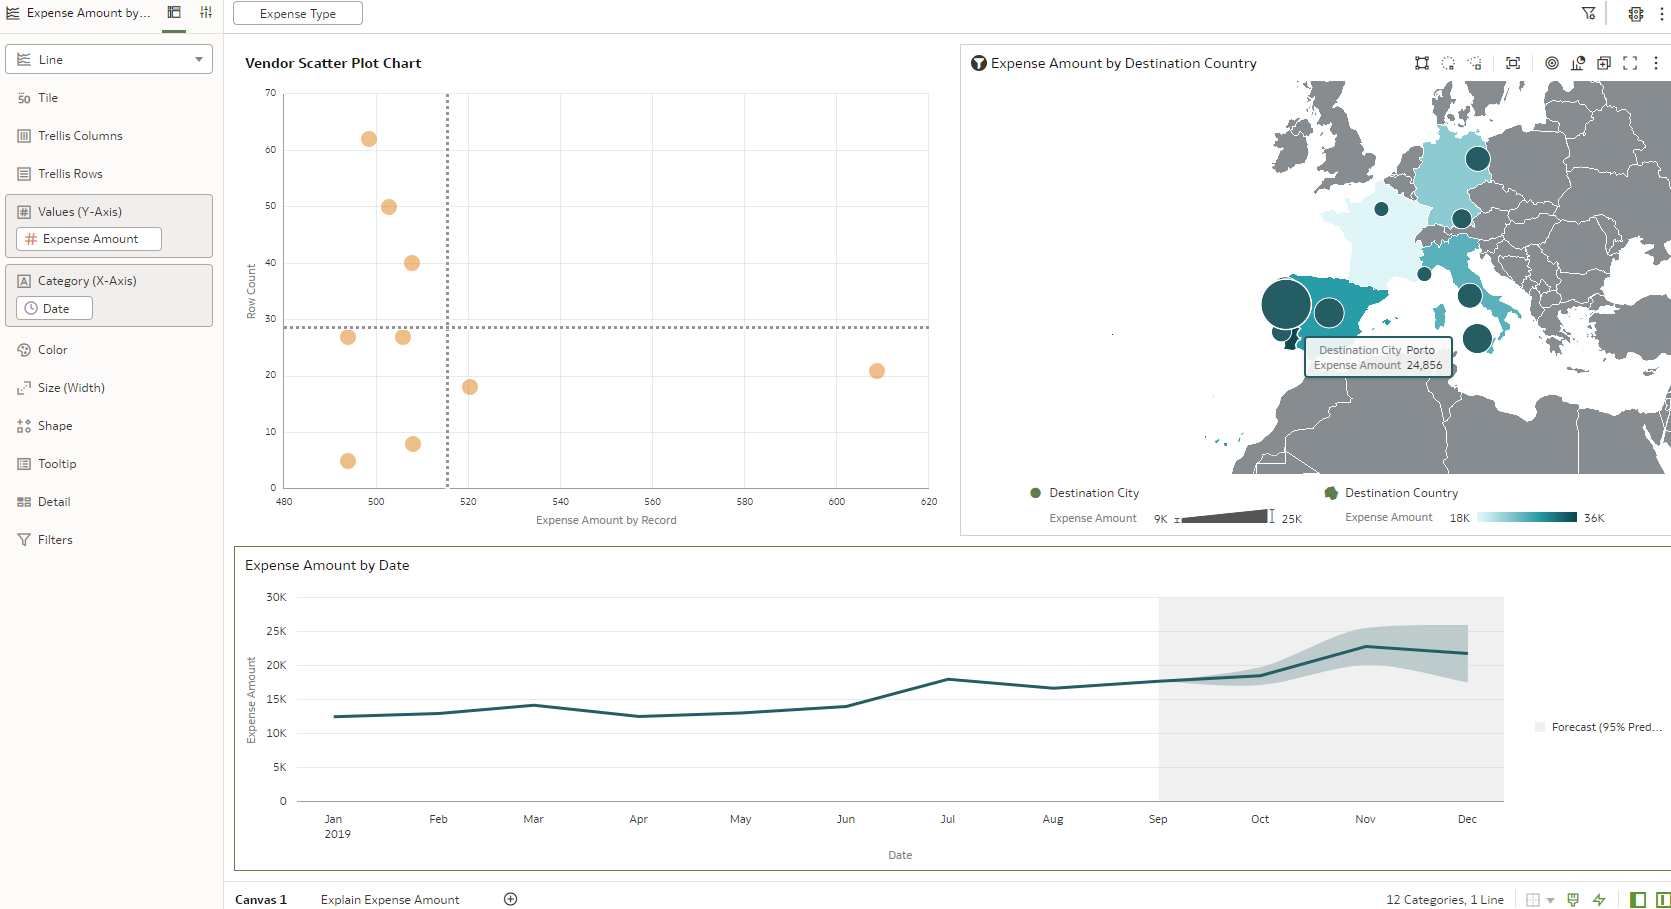 Expense Amount by...
Expense Type
Line
50
Tile
Trellis Columns
Trellis Rows
Values (Y-Axis)
# Expense Amount
A Category (X-Axis)
Date
Color
Size (Width)
Shape
Tooltip
Detail
Filters
Vendor Scatter Plot Chart
70
60
50
40
30
20
10
0
Row Count
480 500 520 540 560 580 600 620
Expense Amount by Record
Expense Amount by Destination Country
Destination City Porto
Expense Amount 24,856
Destination City
Expense Amount 9K 25K
Destination Country
Expense Amount 18K 36K
Expense Amount by Date
30K
25K
20K
15K
10K
5K
0
Expense Amount
Jan Feb Mar Apr May Jun Jul Aug Sep Oct Nov Dec
2019
Date
Forecast (95% Pred...
Canvas 1 Explain Expense Amount
12 Categories, 1 Line